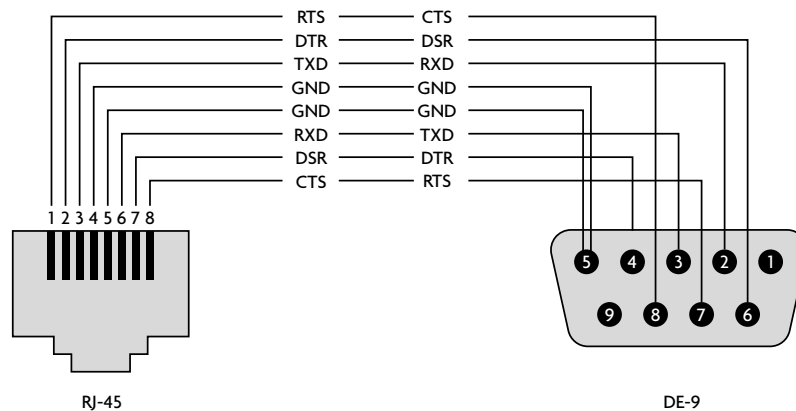 RTS CTS
DTR DSR
TXD RXD
GND GND
GND GND
RXD TXD
DSR DTR
CTS RTS
1 2 3 4 5 6 7 8
5 4 3 2 1
9 8 7 6
RJ-45 DE-9